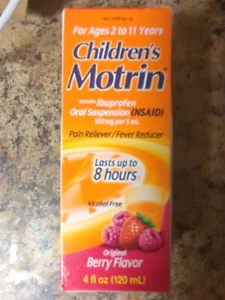 For Ages 2 to 11 Years
Children's
Motrin
Ibuprofen
Oral Suspension (NSAID)
100 mg per 5 mL
Pain Reliever/Fever Reducer
Lasts up to
8 hours
Alcohol Free
Original
Berry Flavor
4 fl oz (120 mL)